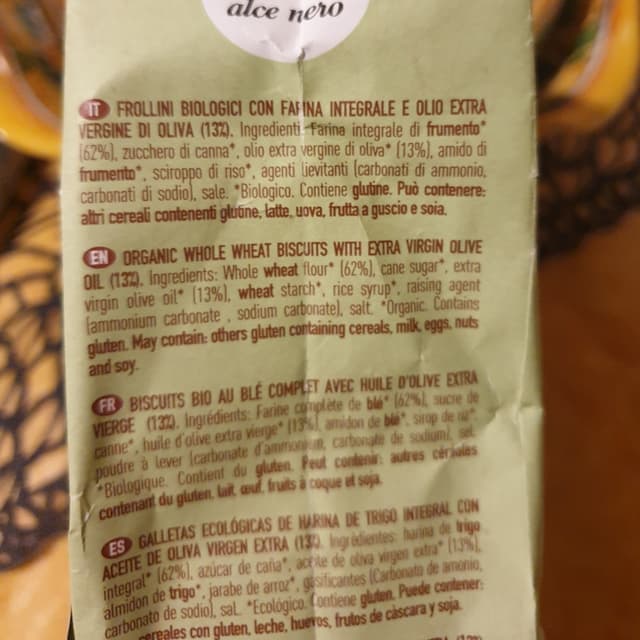 alce nero
IT FROLLINI BIOLOGICI CON FARINA INTEGRALE E OLIO EXTRA
VERGINE DI OLIVA (13%). Ingredienti: Farina integrale di frumento*
(62%), zucchero di canna*, olio extra vergine di oliva* (13%), amido di
frumento*, sciroppo di riso*, agenti lievitanti (carbonati di ammonio,
carbonati di sodio), sale. *Biologico. Contiene glutine. Può contenere:
altri cereali contenenti glutine, latte, uova, frutta a guscio e soia.
EN ORGANIC WHOLE WHEAT BISCUITS WITH EXTRA VIRGIN OLIVE
OIL (13%). Ingredients: Whole wheat flour* (62%), cane sugar*, extra
virgin olive oil* (13%), wheat starch*, rice syrup*, raising agent
(ammonium carbonate , sodium carbonate), salt. *Organic. Contains
gluten. May contain: others gluten containing cereals, milk, eggs, nuts
and soy.
FR BISCUITS BIO AU BLÉ COMPLET AVEC HUILE D'OLIVE EXTRA
VIERGE (13%). Ingrédients: Farine complète de blé* (62%), sucre de
canne*, huile d'olive extra vierge* (13%), amidon de blé*, sirop de riz*,
poudre à lever (carbonate d'ammonium, carbonate de sodium), sel.
*Biologique. Contient du gluten. Peut contenir: autres céréales
contenant du gluten, lait, œuf, fruits à coque et soja.
ES GALLETAS ECOLÓGICAS DE HARINA DE TRIGO INTEGRAL CON
ACEITE DE OLIVA VIRGEN EXTRA (13%). Ingredientes: harina de trigo
integral* (62%), azúcar de caña*, aceite de oliva virgen extra* (13%),
almidón de trigo*, jarabe de arroz*, gasificantes (Carbonato de amonio,
carbonato de sodio), sal. *Ecológico. Contiene gluten. Puede contener:
cereales con gluten, leche, huevos, frutos de cáscara y soja.